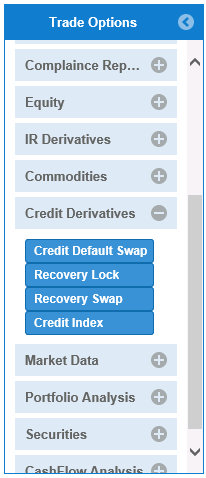 Trade Options
Complaince Rep...
Equity
IR Derivatives
Commodities
Credit Derivatives
Credit Default Swap
Recovery Lock
Recovery Swap
Credit Index
Market Data
Portfolio Analysis
Securities
CashFlow Analysis